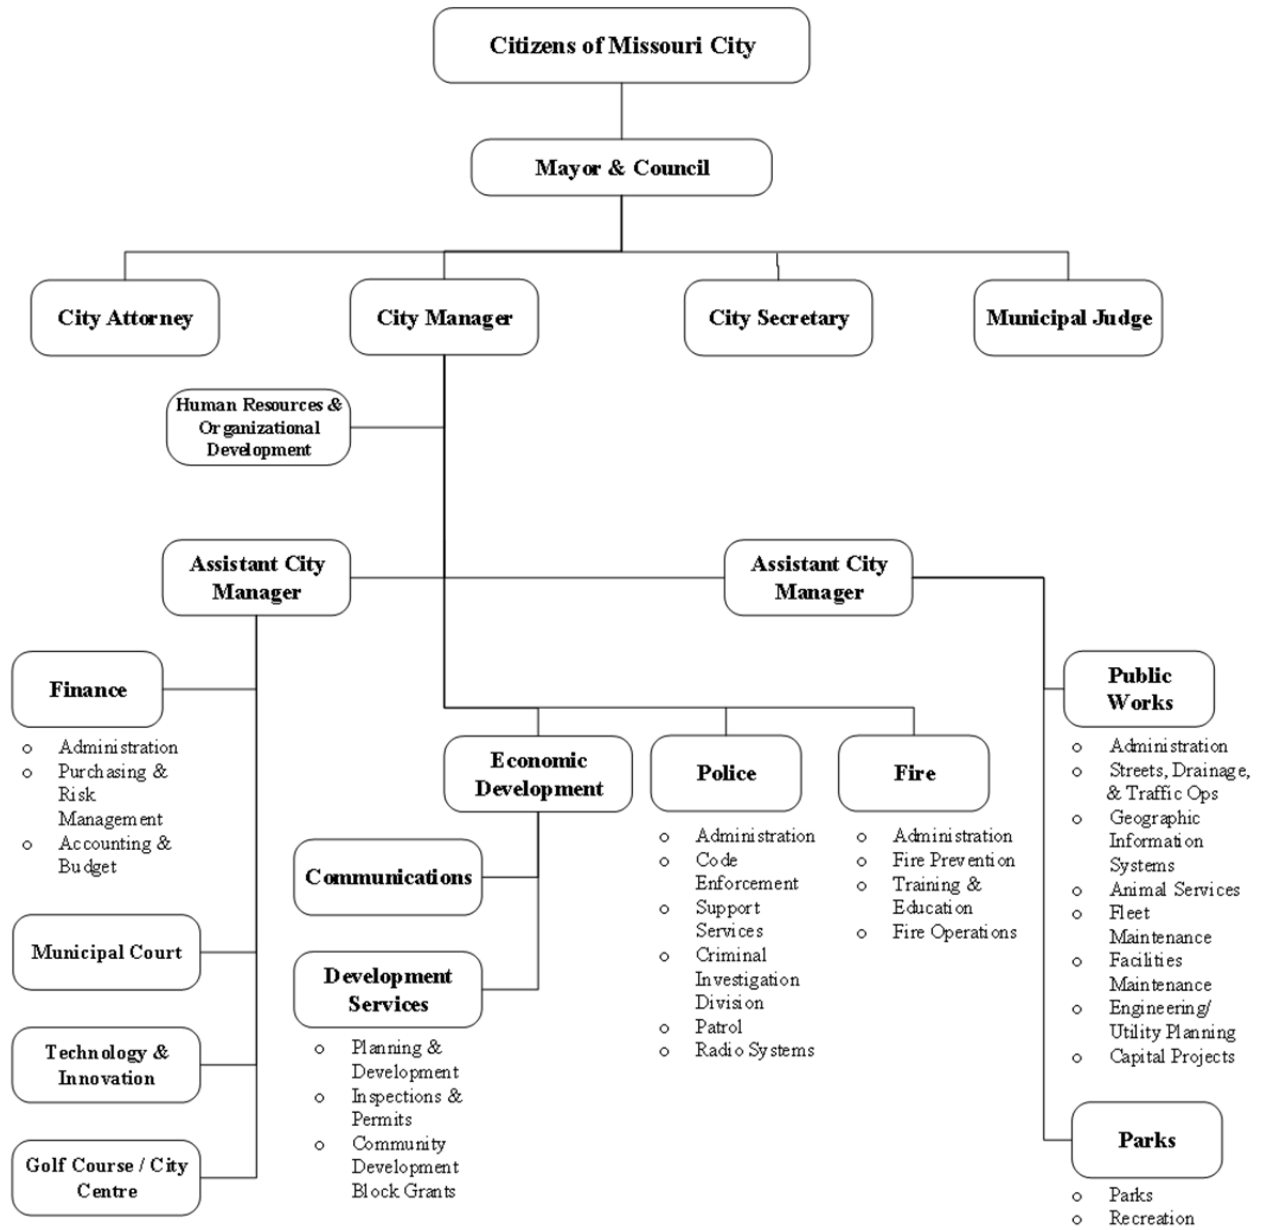 Citizens of Missouri City
Mayor & Council
City Attorney
City Manager
City Secretary
Municipal Judge
Human Resources &
Organizational
Development
Assistant City
Manager
Assistant City
Manager
Finance
o Administration
o Purchasing &
Risk
Management
o Accounting &
Budget
Municipal Court
Technology &
Innovation
Golf Course / City
Centre
Economic
Development
Communications
Development
Services
o Planning &
Development
o Inspections &
Permits
o Community
Development
Block Grants
Police
o Administration
o Code
Enforcement
o Support
Services
o Criminal
Investigation
Division
o Patrol
o Radio Systems
Fire
o Administration
o Fire Prevention
o Training &
Education
o Fire Operations
Public
Works
o Administration
o Streets, Drainage,
& Traffic Ops
o Geographic
Information
Systems
o Animal Services
o Fleet
Maintenance
o Facilities
Maintenance
o Engineering/
Utility Planning
o Capital Projects
Parks
o Parks
o Recreation